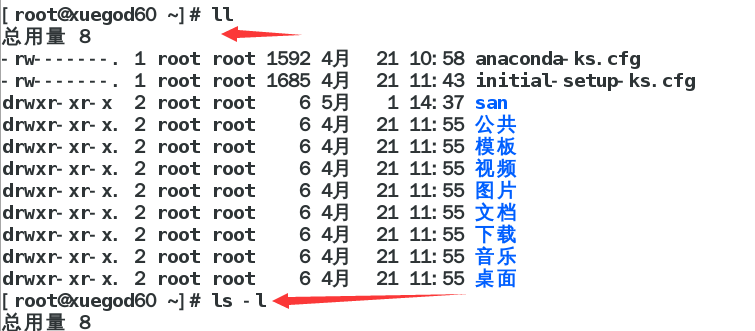 [root@xuegod60 ~]# ll
总用量 8
-rw-------. 1 root root 1592 4月  21 10:58 anaconda-ks.cfg
-rw-------. 1 root root 1685 4月  21 11:43 initial-setup-ks.cfg
drwxr-xr-x  2 root root    6 5月   1 14:37 san
drwxr-xr-x. 2 root root    6 4月  21 11:55 公共
drwxr-xr-x. 2 root root    6 4月  21 11:55 模板
drwxr-xr-x. 2 root root    6 4月  21 11:55 视频
drwxr-xr-x. 2 root root    6 4月  21 11:55 图片
drwxr-xr-x. 2 root root    6 4月  21 11:55 文档
drwxr-xr-x. 2 root root    6 4月  21 11:55 下载
drwxr-xr-x. 2 root root    6 4月  21 11:55 音乐
drwxr-xr-x. 2 root root    6 4月  21 11:55 桌面
[root@xuegod60 ~]# ls -l
总用量 8